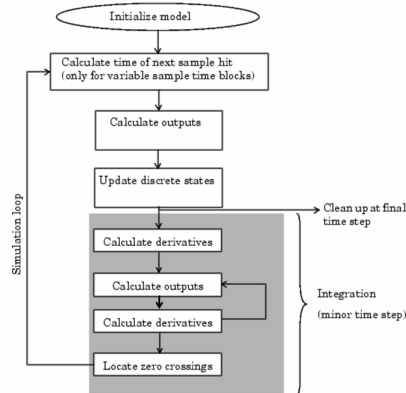 Initialize model
Calculate time of next sample hit
(only for variable sample time blocks)
Calculate outputs
Update discrete states
Clean up at final
time step
Calculate derivatives
Calculate outputs
Calculate derivatives
Locate zero crossings
Integration
(minor time step)
Simulation loop